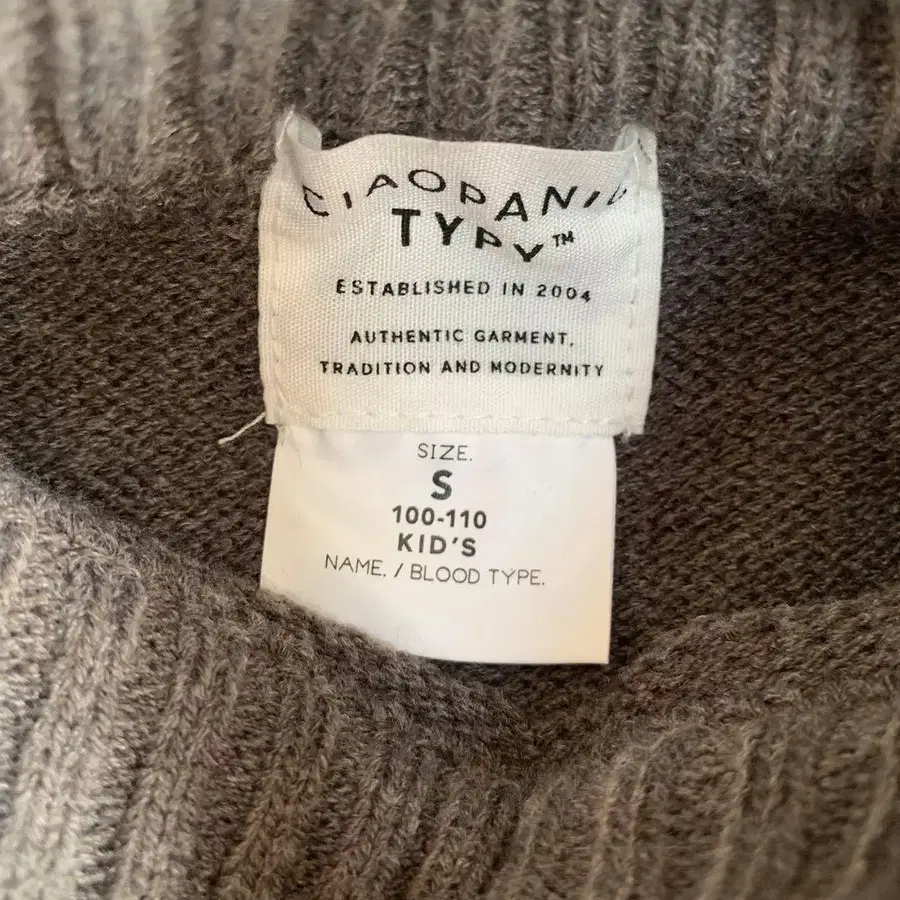 CIAOPANIC
TYPY™
ESTABLISHED IN 2004
AUTHENTIC GARMENT,
TRADITION AND MODERNITY
SIZE.
S
100-110
KID'S
NAME. / BLOOD TYPE.